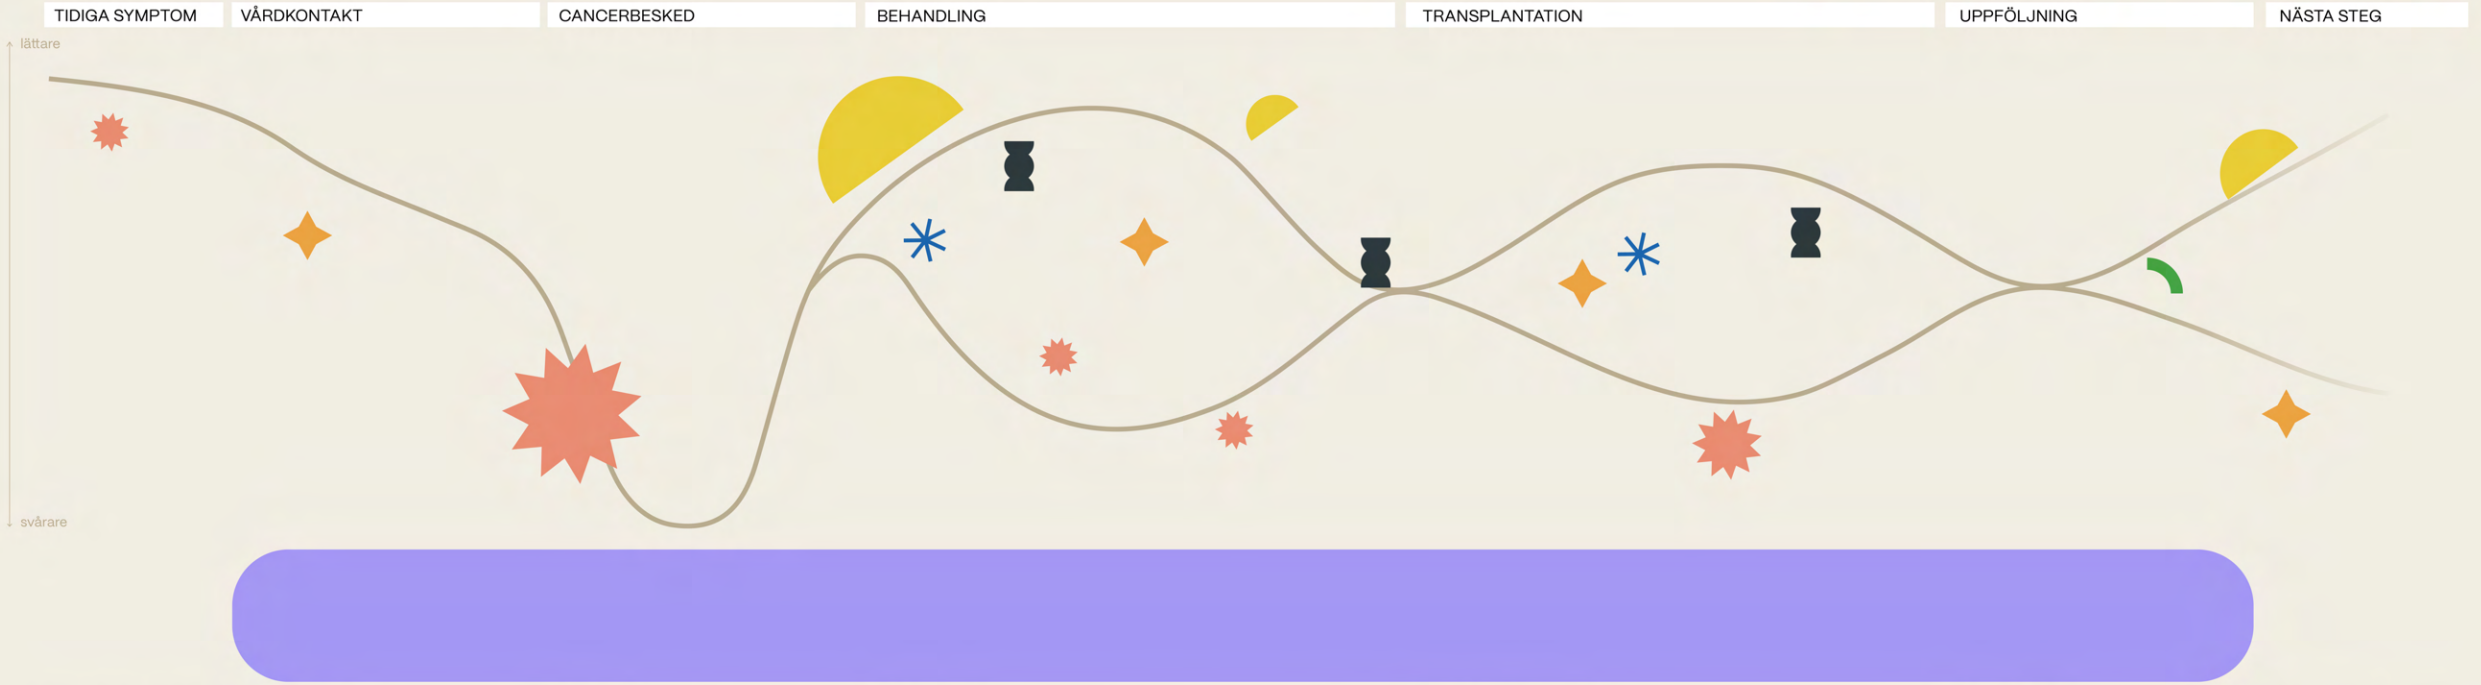 TIDIGA SYMPTOM
VÅRDKONTAKT
CANCERBESKED
BEHANDLING
TRANSPLANTATION
UPPFÖLJNING
NÄSTA STEG
lättare
svårare